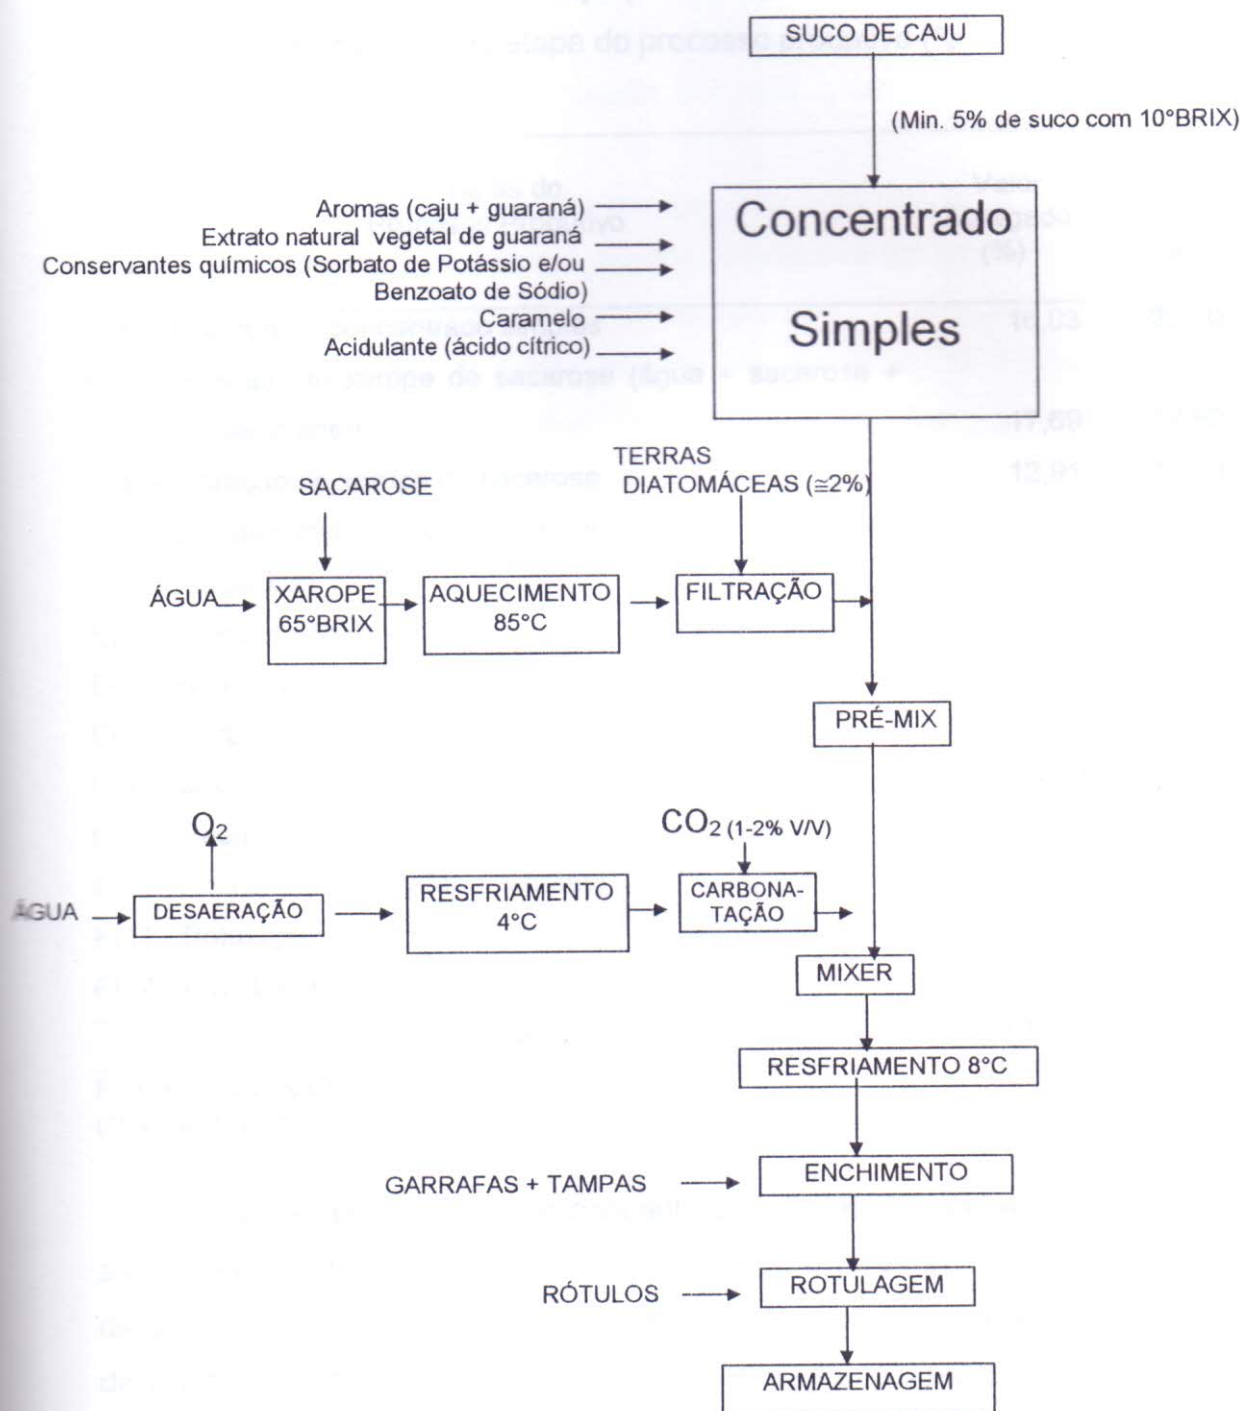 SUCO DE CAJU
(Min. 5% de suco com 10°BRIX)
Aromas (caju + guaraná)
Extrato natural vegetal de guaraná
Conservantes químicos (Sorbato de Potássio e/ou
Benzoato de Sódio)
Caramelo
Acidulante (ácido cítrico)
Concentrado
Simples
TERRAS
DIATOMÁCEAS (≅2%)
SACAROSE
ÁGUA
XAROPE
65°BRIX
AQUECIMENTO
85°C
FILTRAÇÃO
PRÉ-MIX
O₂
CO₂ (1-2% V/V)
ÁGUA
DESAERAÇÃO
RESFRIAMENTO
4°C
CARBONA-
TAÇÃO
MIXER
RESFRIAMENTO 8°C
GARRAFAS + TAMPAS
ENCHIMENTO
RÓTULOS
ROTULAGEM
ARMAZENAGEM